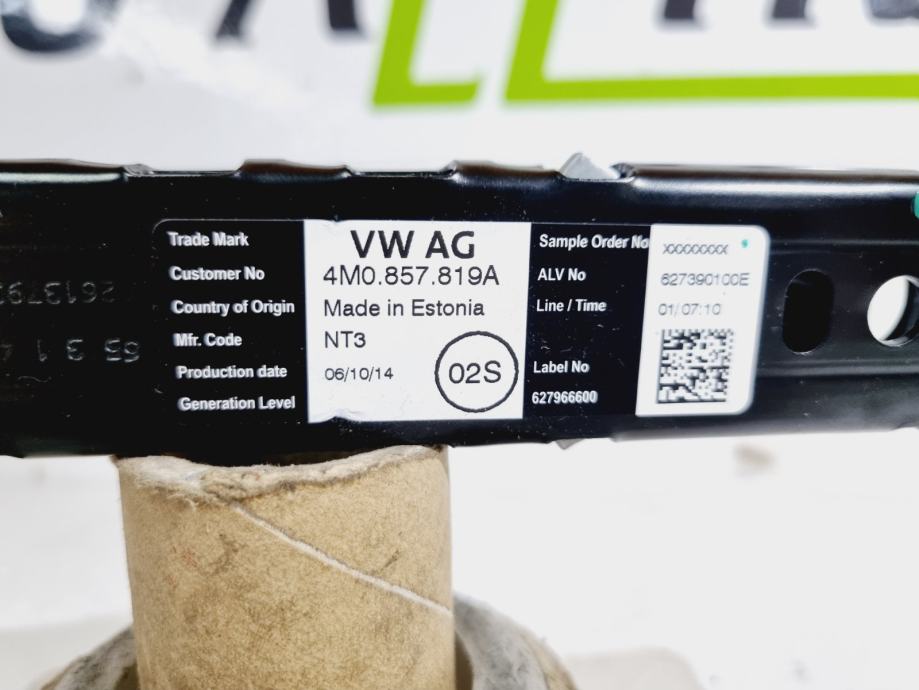 Trade Mark VW AG Sample Order No xxxxxxxxx
Customer No 4M0.857.819A ALV No 627390100E
Country of Origin Made in Estonia Line / Time 01/07:10
Mfr. Code NT3
Production date 06/10/14 02S Label No
Generation Level 627966600